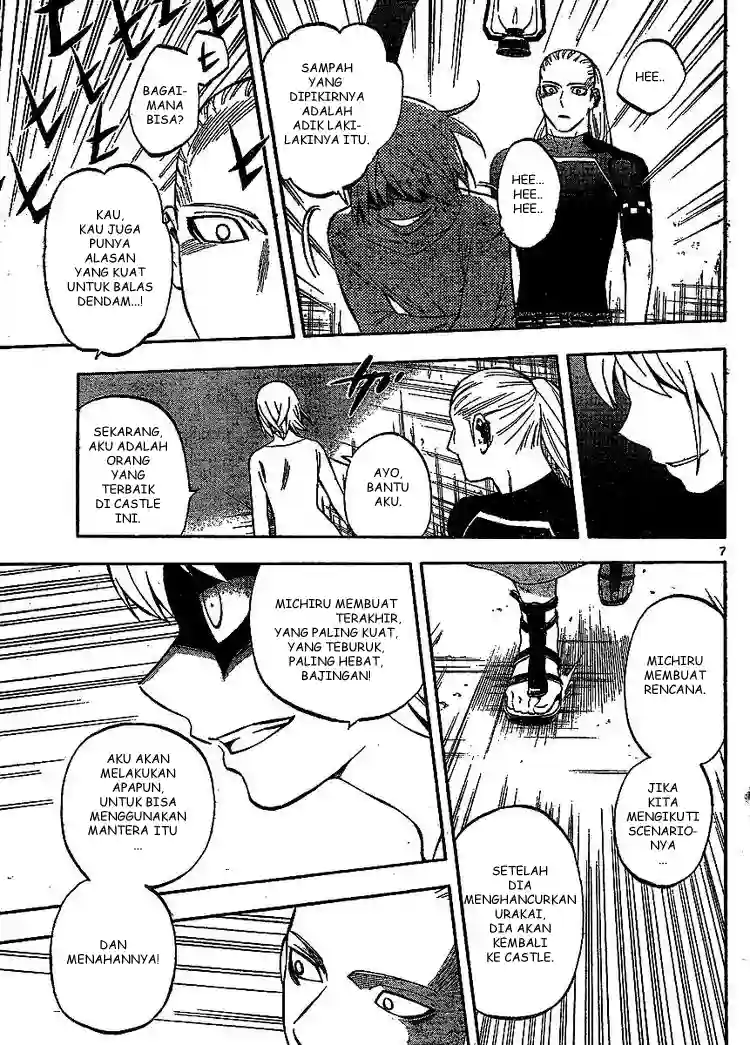 HEE..
HEE...
HEE..
HEE..
SAMPAH
YANG
DIPIKIRNYA
ADALAH
ADIK LAKI-
LAKINYA ITU.
BAGAI-
MANA
BISA?
KAU,
KAU JUGA
PUNYA
ALASAN
YANG KUAT
UNTUK BALAS
DENDAM...!
AYO,
BANTU
AKU.
SEKARANG,
AKU ADALAH
ORANG
YANG
TERBAIK
DI CASTLE
INI.
7
MICHIRU
MEMBUAT
RENCANA.
JIKA
KITA
MENGIKUTI
SCENARIO-
NYA
...
SETELAH
DIA
MENGHANCURKAN
URAKAI,
DIA AKAN
KEMBALI
KE CASTLE.
MICHIRU MEMBUAT
TERAKHIR,
YANG PALING KUAT,
YANG TEBURUK,
PALING HEBAT,
BAJINGAN!
AKU AKAN
MELAKUKAN
APAPUN,
UNTUK BISA
MENGGUNAKAN
MANTERA ITU
...
DAN
MENAHANNYA!